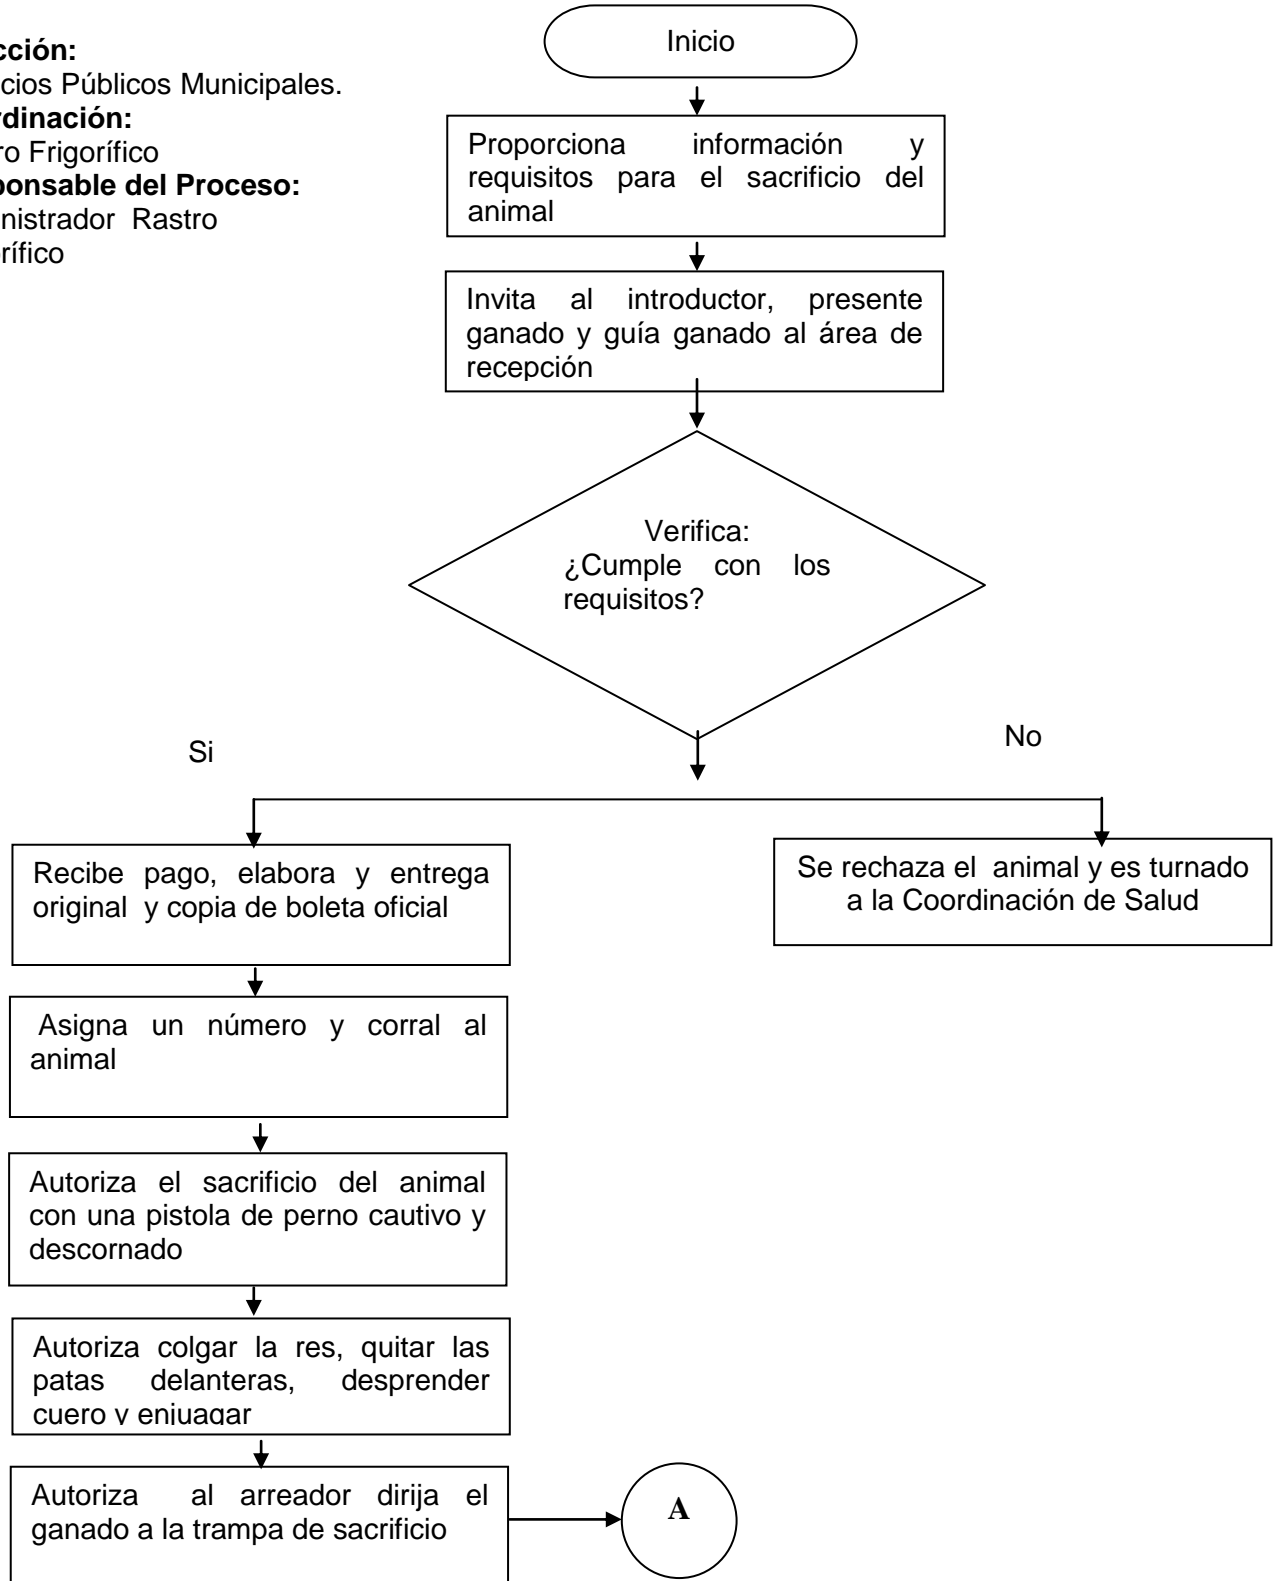 cción:
cios Públicos Municipales.
rdinación:
ro Frigorífico
ponsable del Proceso:
nistrador Rastro
rífico
Inicio
Proporciona información y
requisitos para el sacrificio del
animal
Invita al introductor, presente
ganado y guía ganado al área de
recepción
Verifica:
¿Cumple con los
requisitos?
Si
No
Recibe pago, elabora y entrega
original y copia de boleta oficial
Se rechaza el animal y es turnado
a la Coordinación de Salud
Asigna un número y corral al
animal
Autoriza el sacrificio del animal
con una pistola de perno cautivo y
descornado
Autoriza colgar la res, quitar las
patas delanteras, desprender
cuero y enjuagar
Autoriza al arreador dirija el
ganado a la trampa de sacrificio
A